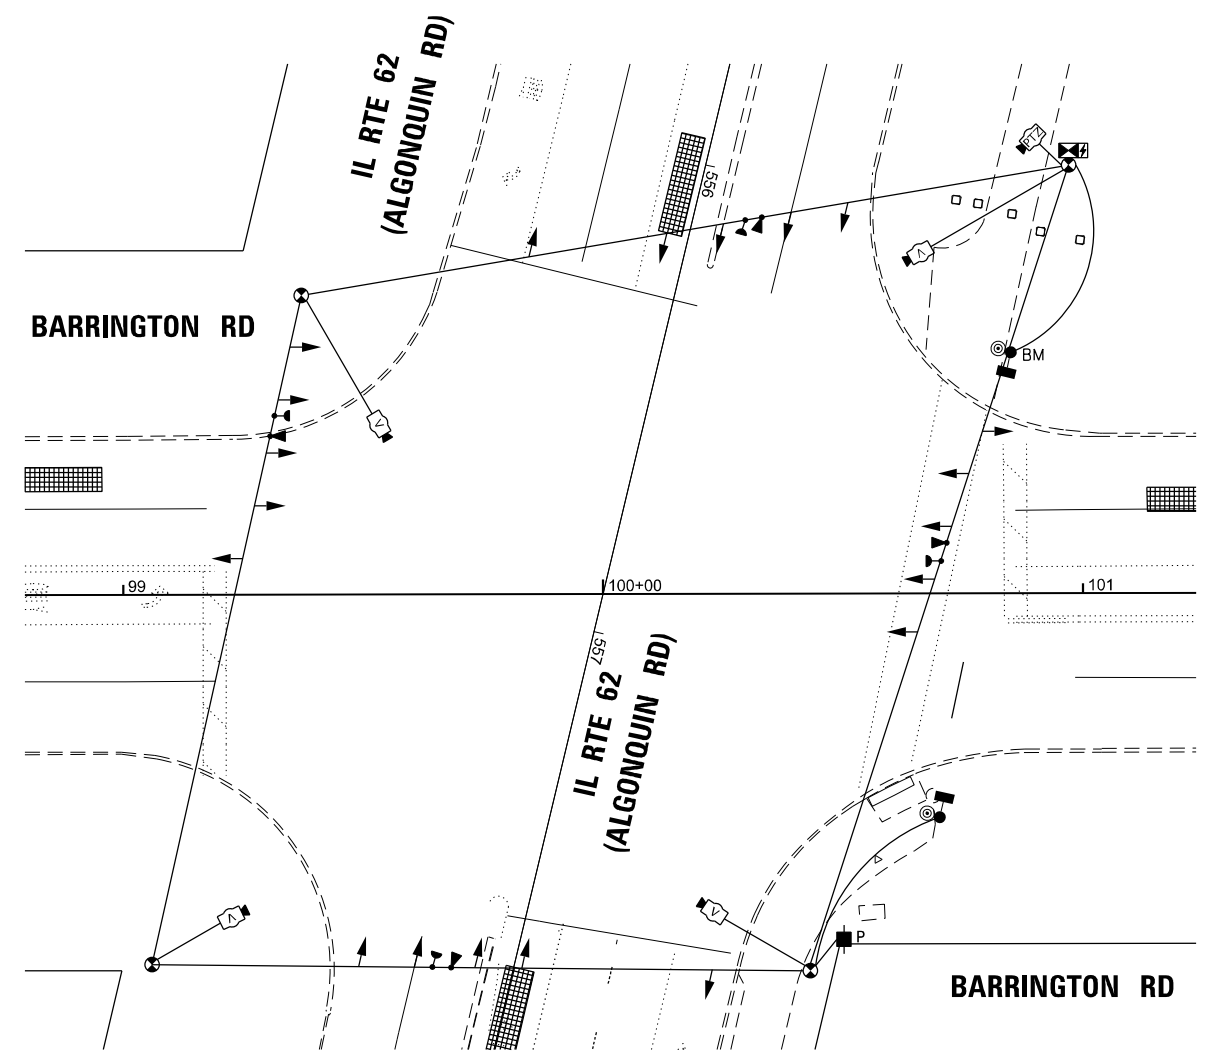 IL RTE 62
(ALGONQUIN RD)
PTZ
556
V
BARRINGTON RD
BM
V
99
100+00
101
557
IL RTE 62
(ALGONQUIN RD)
V
V
P
BARRINGTON RD